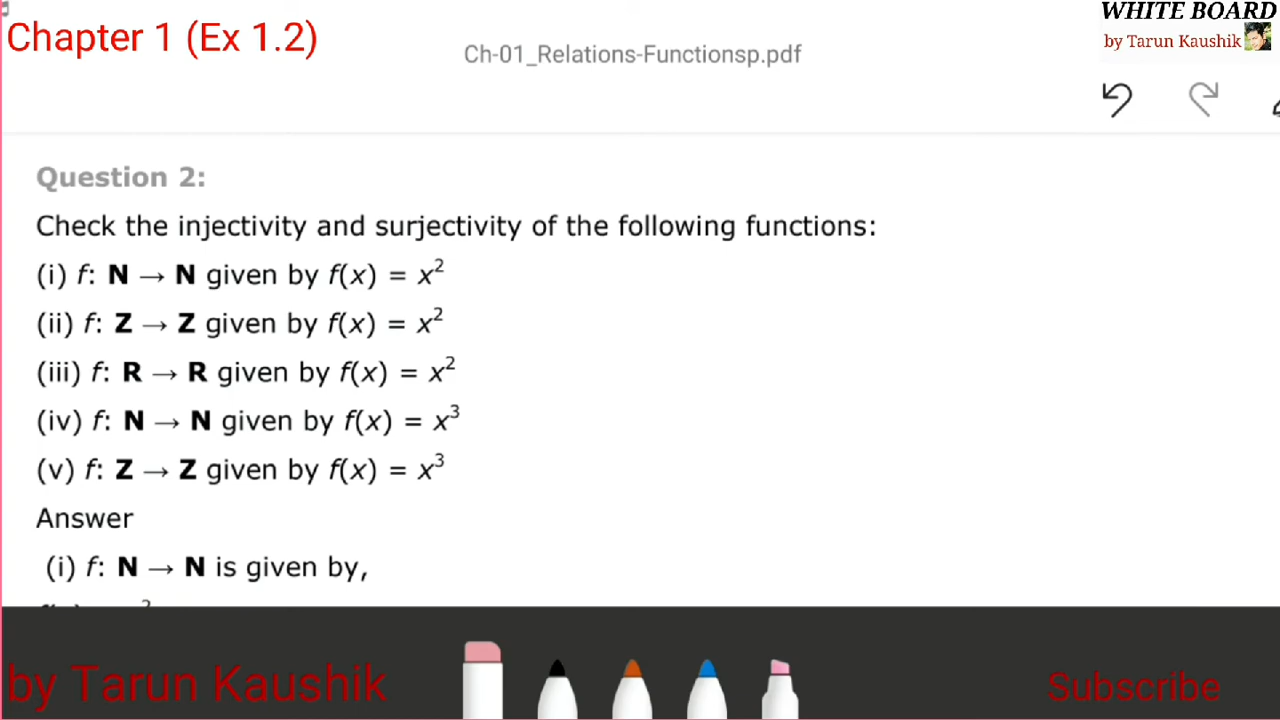 Chapter 1 (Ex 1.2)
WHITE BOARD
by Tarun Kaushik
Ch-01_Relations-Functionsp.pdf
Question 2:
Check the injectivity and surjectivity of the following functions:
(i) f: N → N given by f(x) = x²
(ii) f: Z → Z given by f(x) = x²
(iii) f: R → R given by f(x) = x²
(iv) f: N → N given by f(x) = x³
(v) f: Z → Z given by f(x) = x³
Answer
(i) f: N → N is given by,
by Tarun Kaushik
Subscribe